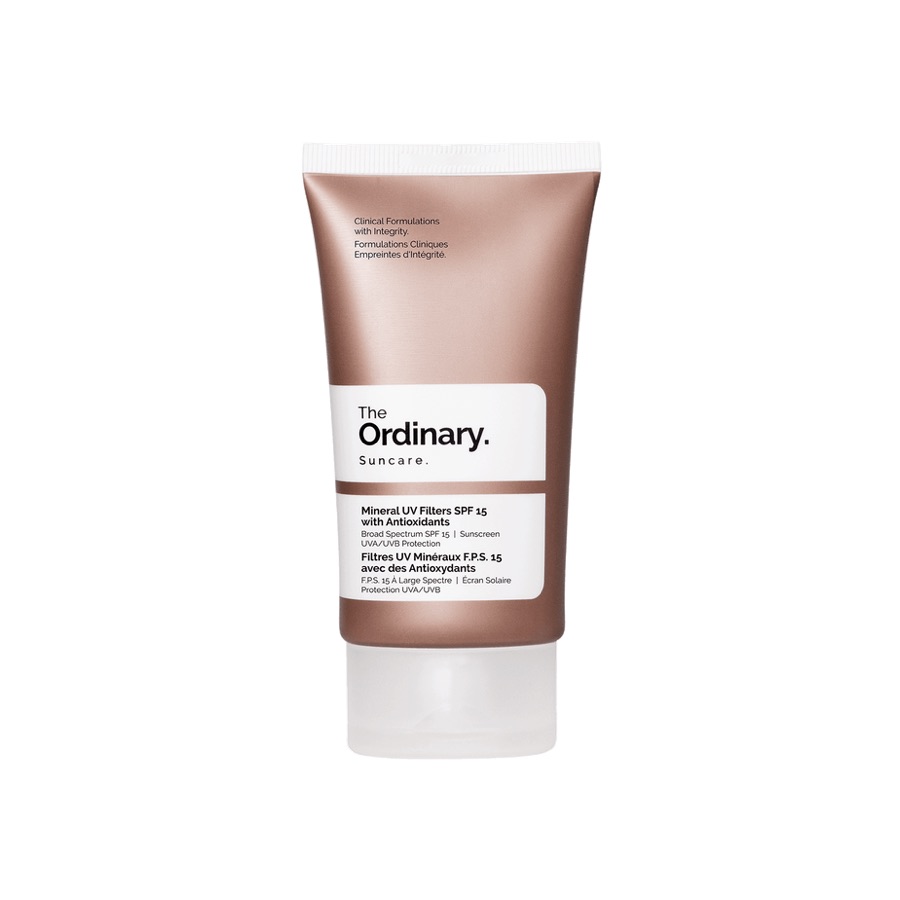 Clinical Formulations
with Integrity.
Formulations Cliniques
Empreintes d'Intégrité.
The
Ordinary.
Suncare.
Mineral UV Filters SPF 15
with Antioxidants
Broad Spectrum SPF 15 | Sunscreen
UVA/UVB Protection
Filtres UV Minéraux F.P.S. 15
avec des Antioxydants
F.P.S. 15 À Large Spectre | Écran Solaire
Protection UVA/UVB